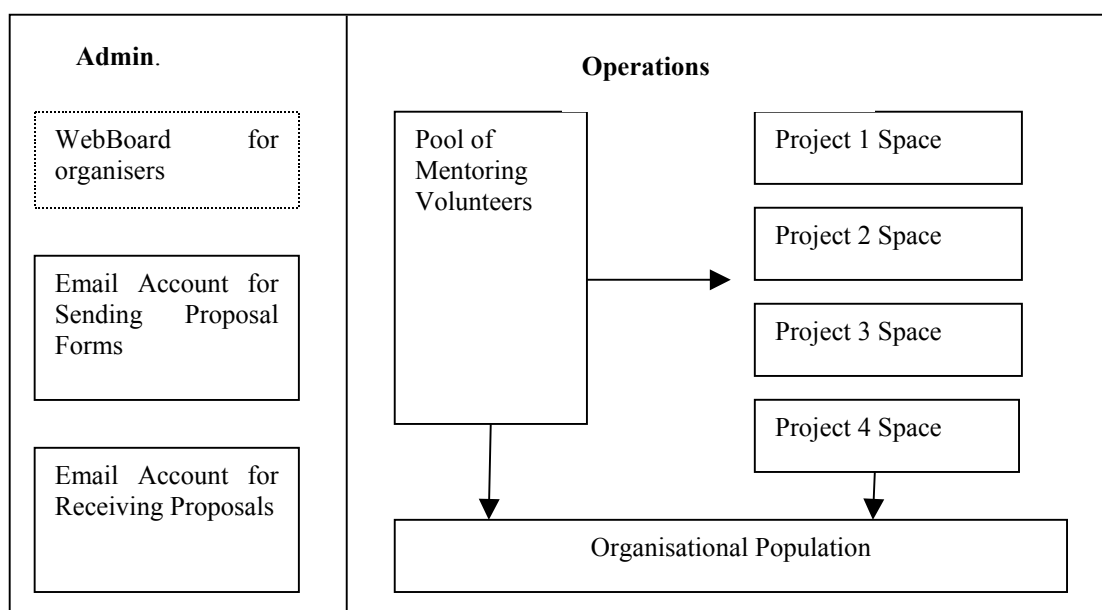 Admin.
WebBoard for
organisers
Email Account for
Sending Proposal
Forms
Email Account for
Receiving Proposals
Operations
Pool of
Mentoring
Volunteers
Project 1 Space
Project 2 Space
Project 3 Space
Project 4 Space
Organisational Population